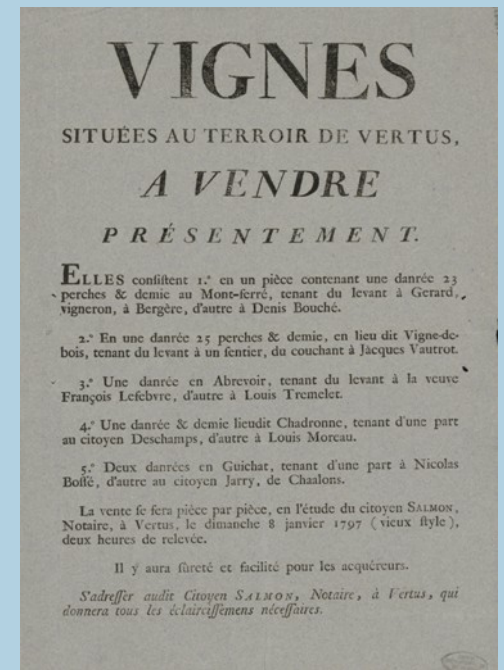 VIGNES
SITUÉES AU TERROIR DE VERTUS,
A VENDRE
PRÉSENTEMENT.
ELLES conſiſtent 1.° en un pièce contenant une danrée 23
perches & demie au Mont-ferré, tenant du levant à Gerard,
vigneron, à Bergère, d'autre à Denis Bouché.
2.° En une danrée 25 perches & demie, en lieu dit Vigne-de-
bois, tenant du levant à un ſentier, du couchant à Jacques Vautrot.
3.° Une danrée en Abrevoir, tenant du levant à la veuve
François Lefebvre, d'autre à Louis Tremelet.
4.° Une danrée & demie lieudit Chadronne, tenant d'une part
au citoyen Deschamps, d'autre à Louis Moreau.
5.° Deux danrées en Guichat, tenant d'une part à Nicolas
Boſſé, d'autre au citoyen Jarry, de Chaalons.
La vente ſe fera pièce par pièce, en l'étude du citoyen SALMON,
Notaire, à Vertus, le dimanche 8 janvier 1797 (vieux ſtyle),
deux heures de relevée.
Il y aura ſûreté et facilité pour les acquéreurs.
S'adreſſer audit Citoyen SALMON, Notaire, à Vertus, qui
donnera tous les éclairciſſemens néceſſaires.